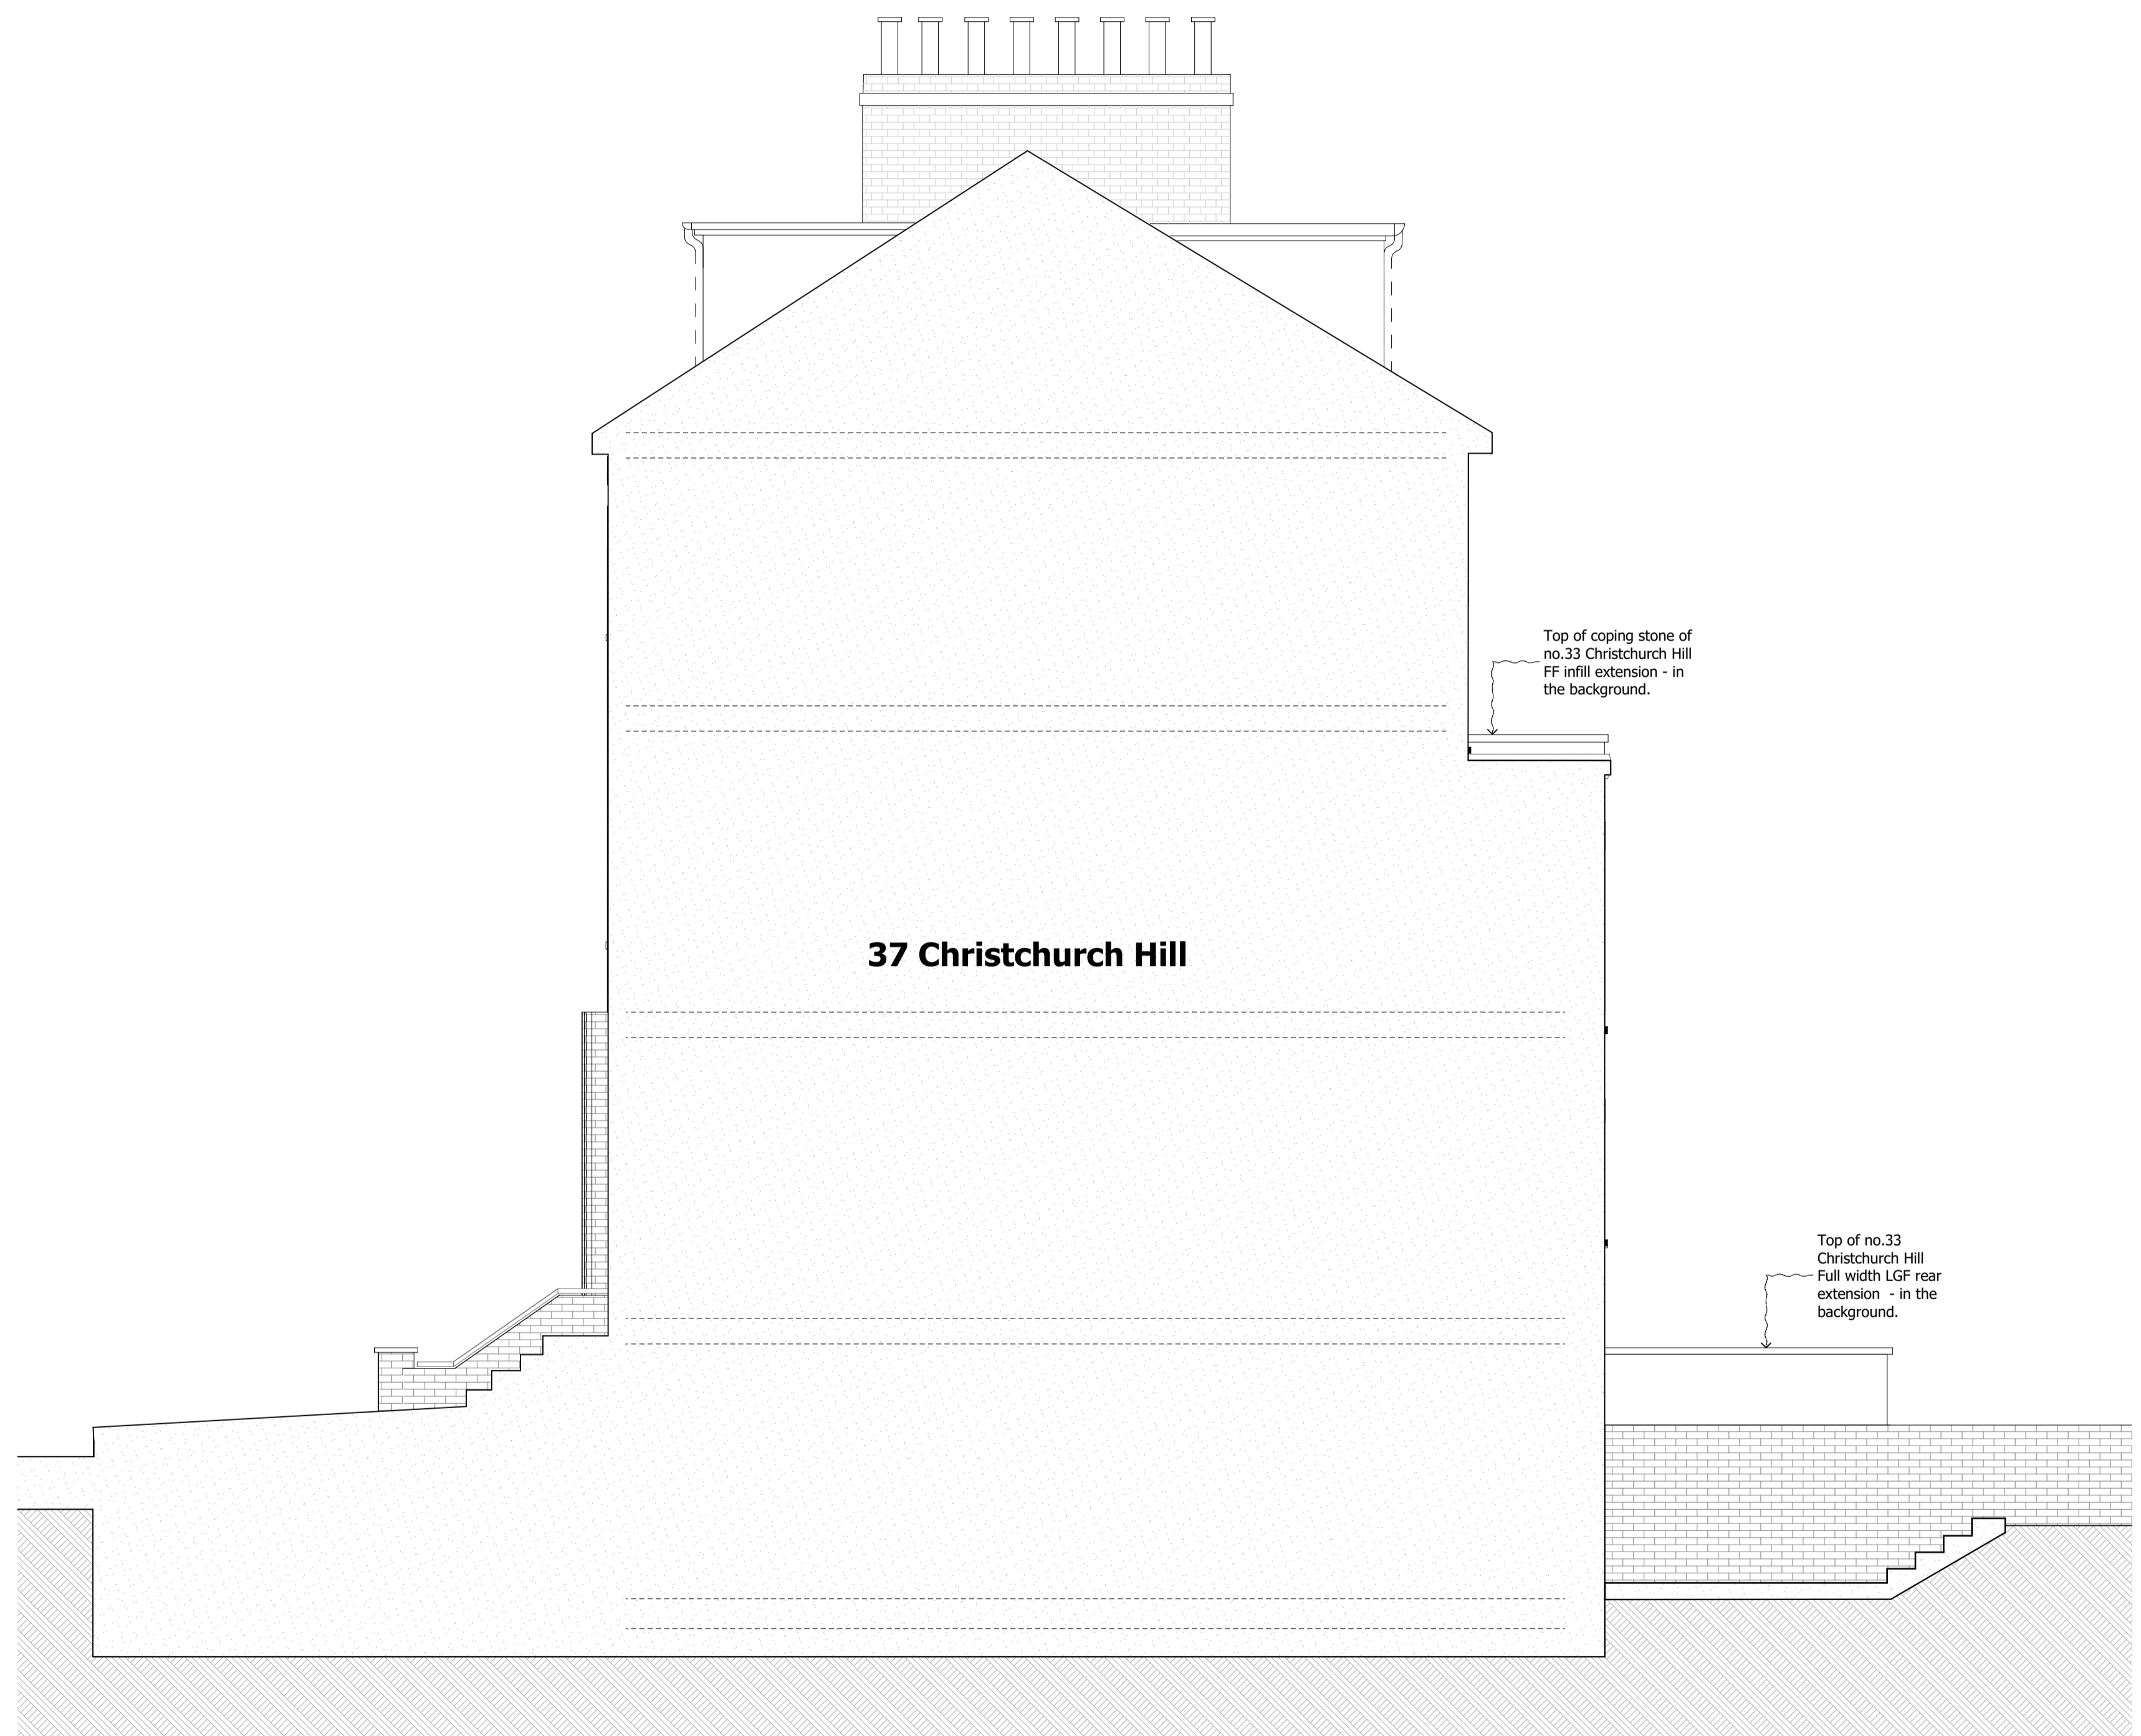 Top of coping stone of
no.33 Christchurch Hill
FF infill extension - in
the background.
37 Christchurch Hill
Top of no.33
Christchurch Hill
Full width LGF rear
extension  - in the
background.